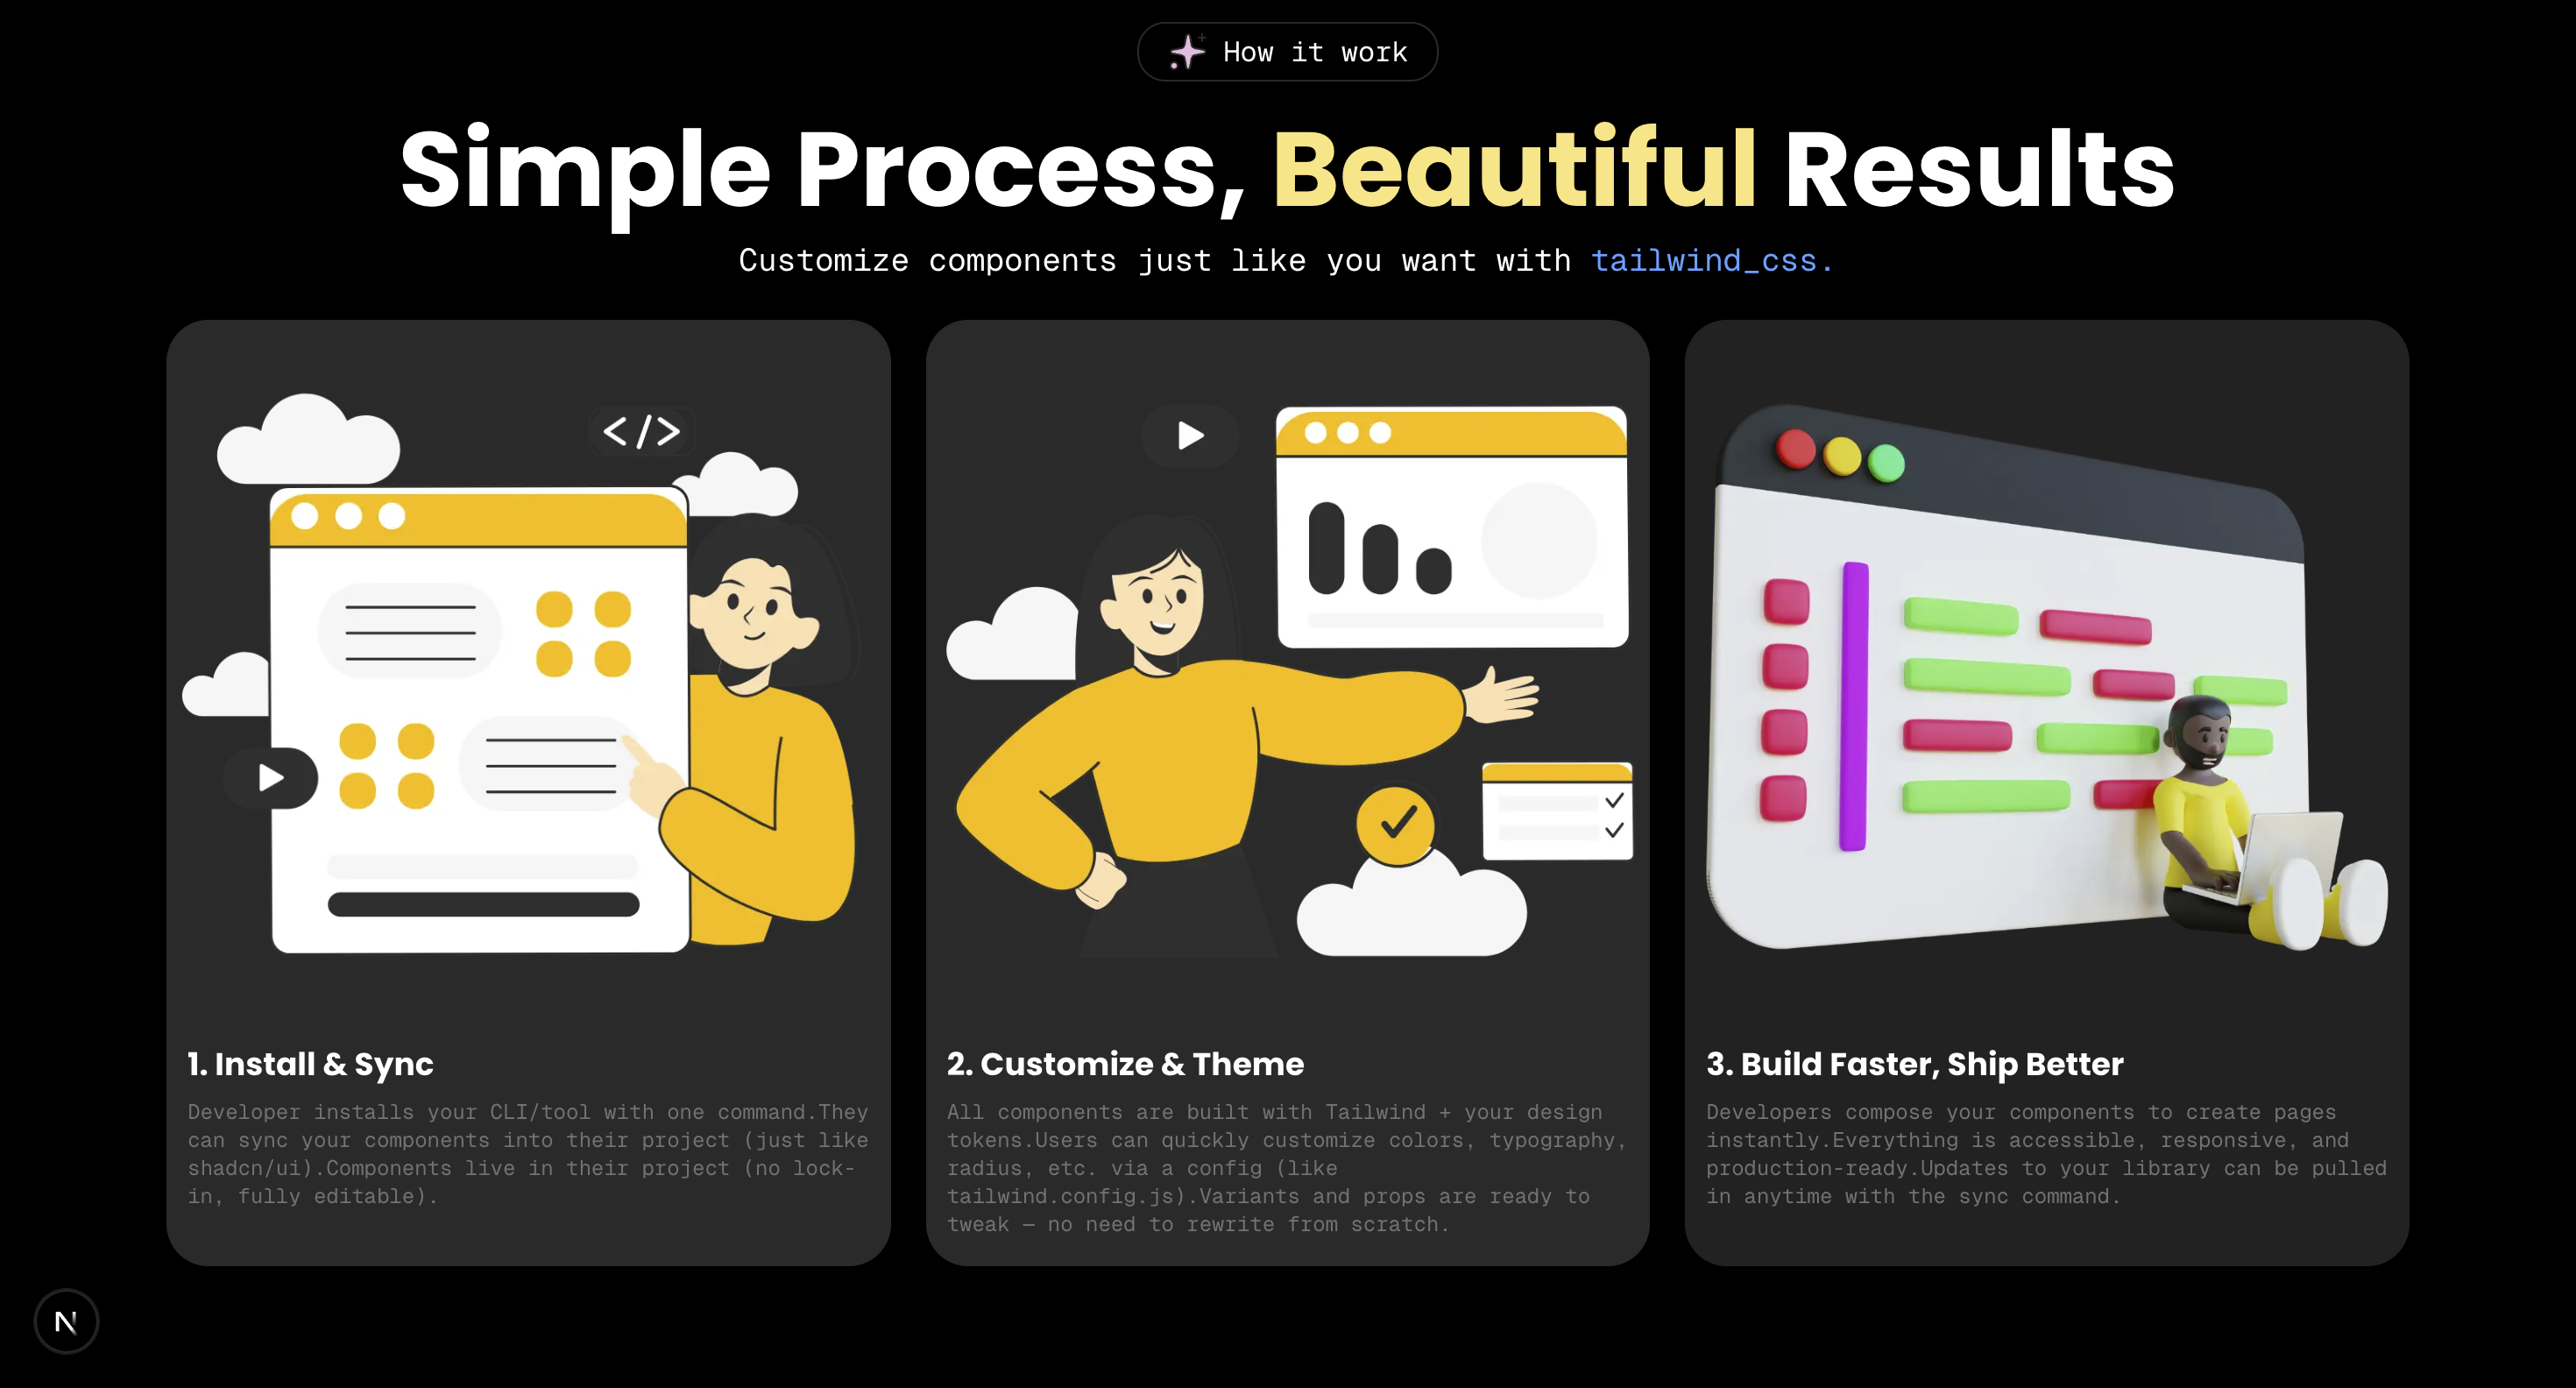 How it work
Simple Process, Beautiful Results
Customize components just like you want with tailwind_css.
</>
1. Install & Sync
Developer installs your CLI/tool with one command.They
can sync your components into their project (just like
shadcn/ui).Components live in their project (no lock-
in, fully editable).
2. Customize & Theme
All components are built with Tailwind + your design
tokens.Users can quickly customize colors, typography,
radius, etc. via a config (like
tailwind.config.js).Variants and props are ready to
tweak — no need to rewrite from scratch.
3. Build Faster, Ship Better
Developers compose your components to create pages
instantly.Everything is accessible, responsive, and
production-ready.Updates to your library can be pulled
in anytime with the sync command.
N